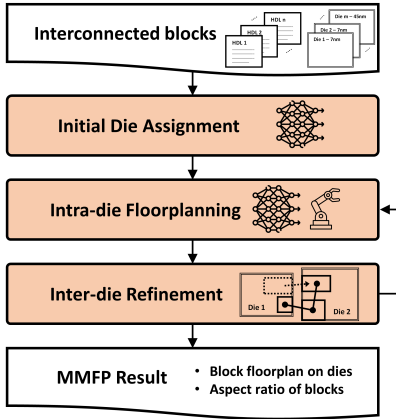 Interconnected blocks
HDL 1
HDL 2
HDL n
Die 1 – 7nm
Die 2 – 7nm
Die m – 45nm
Initial Die Assignment
Intra-die Floorplanning
Inter-die Refinement
Die 1
Die 2
MMFP Result
• Block floorplan on dies
• Aspect ratio of blocks